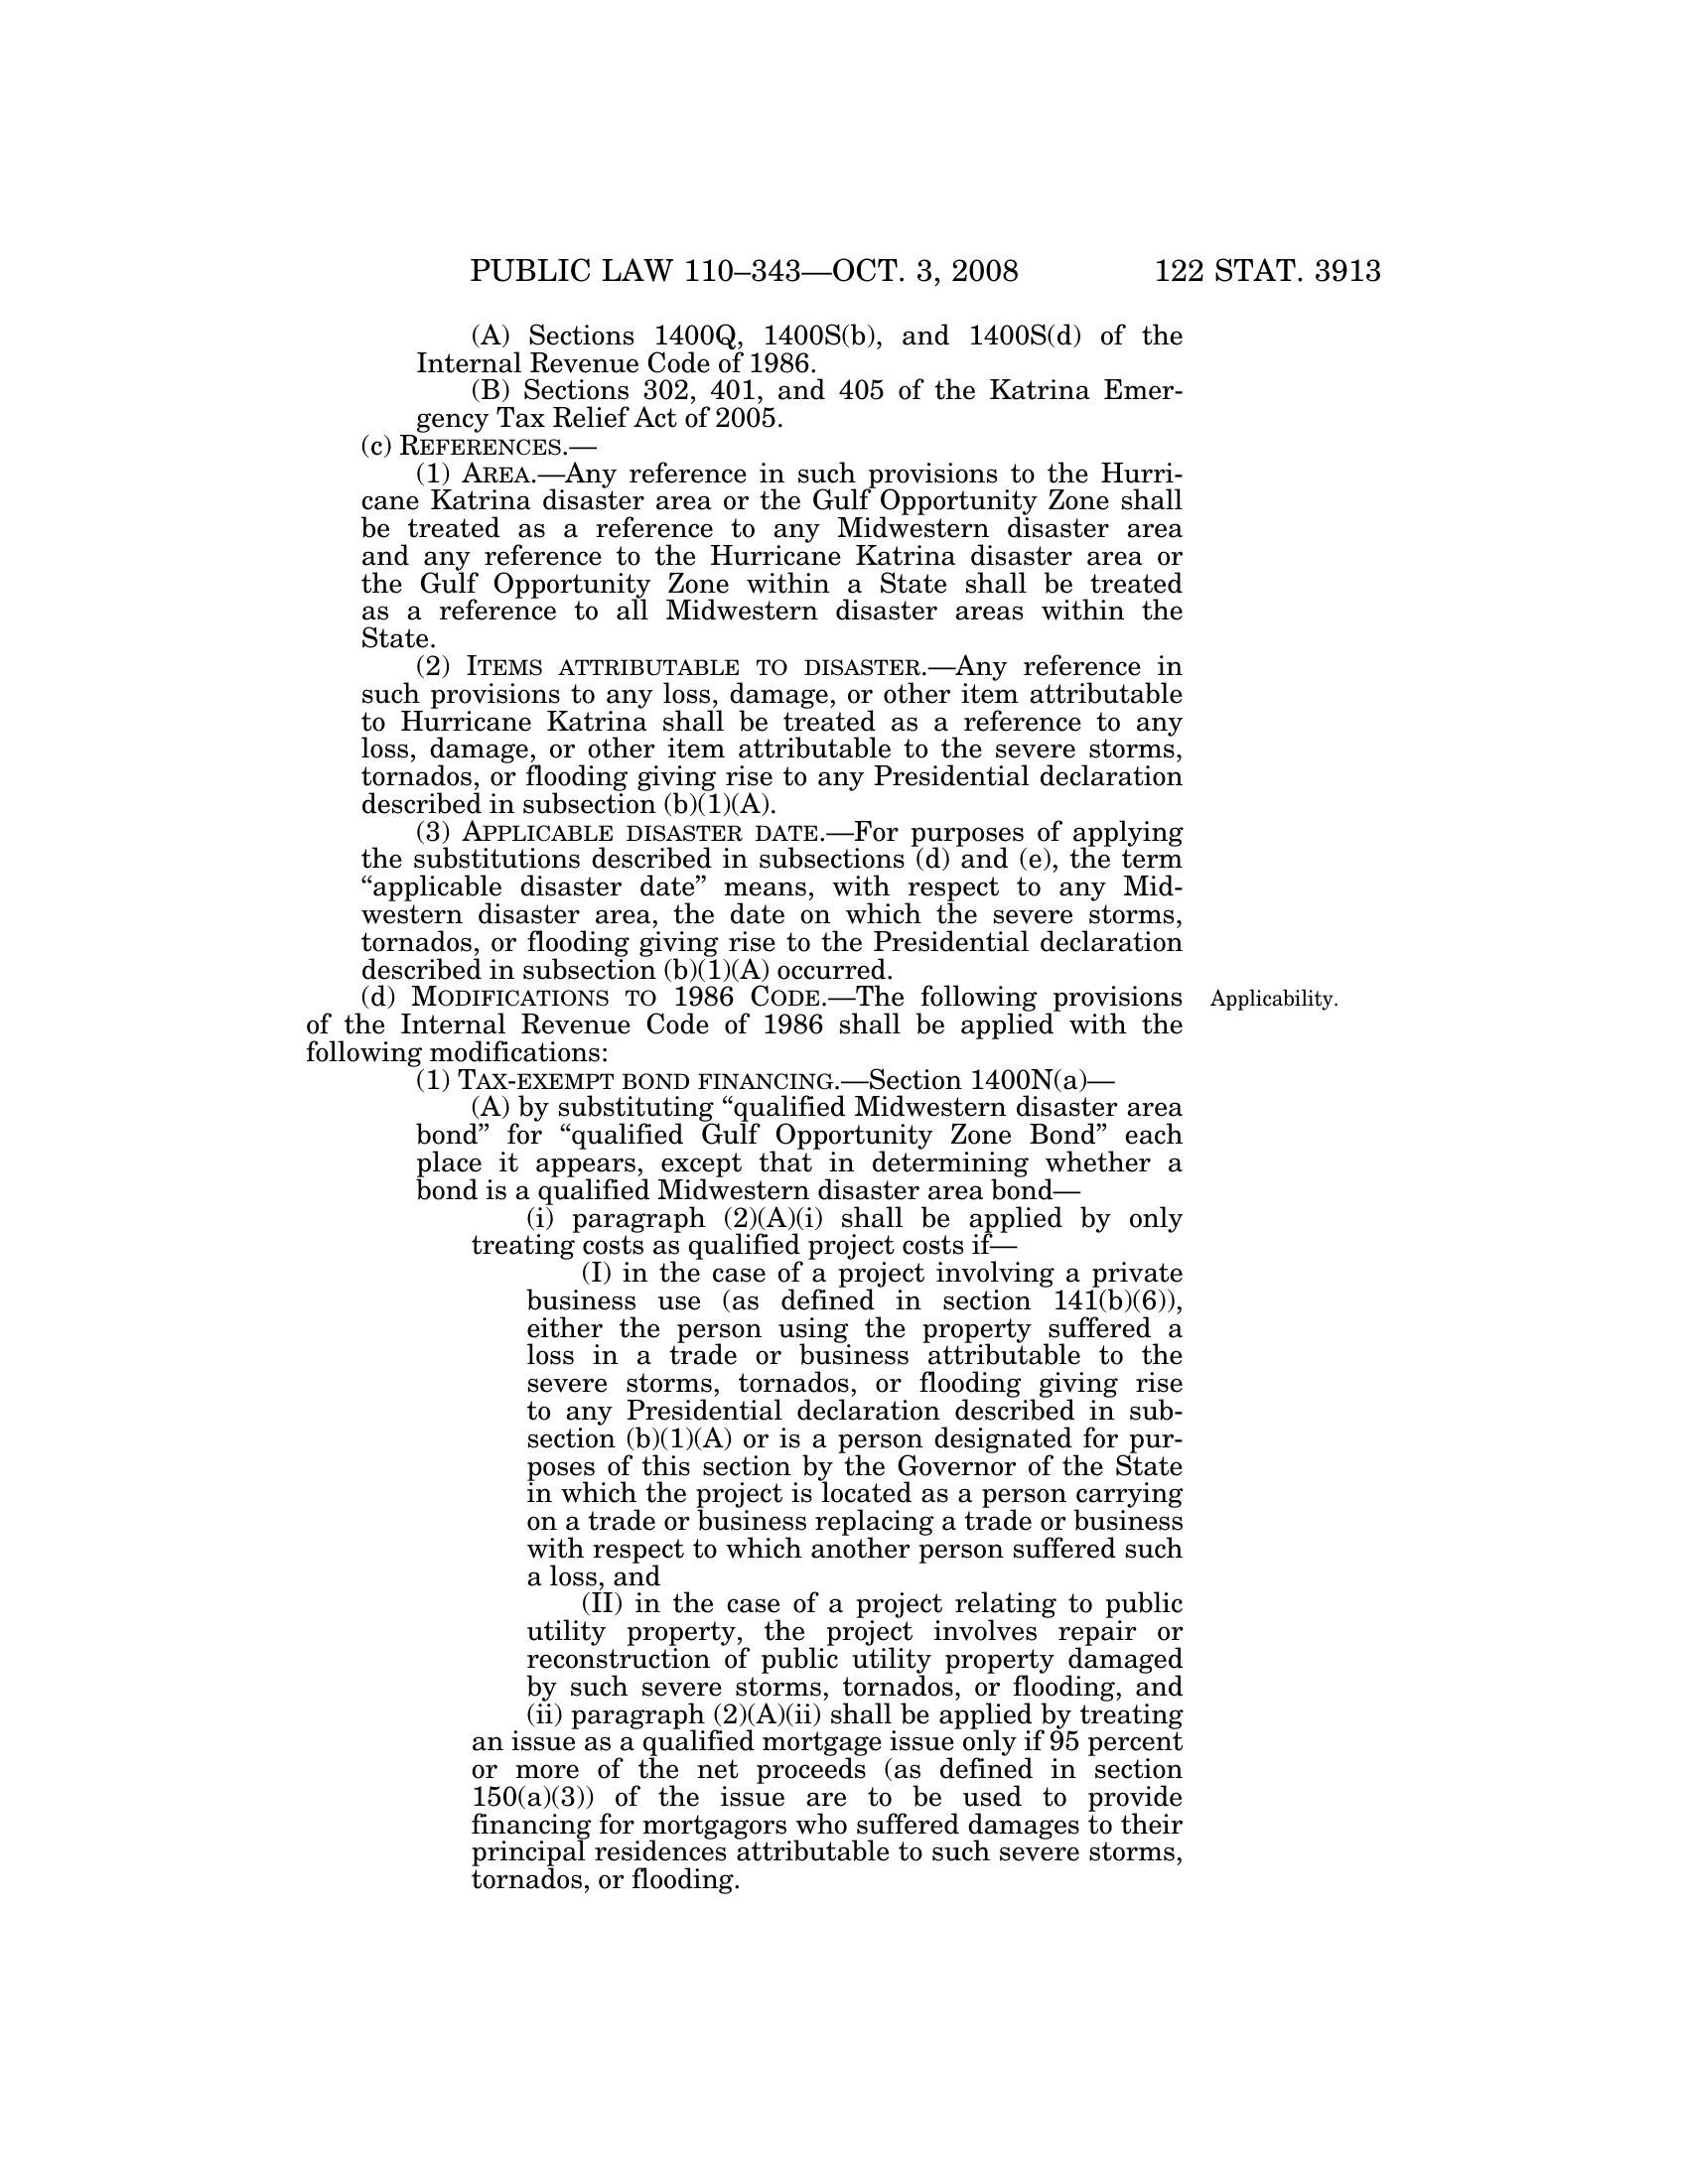 PUBLIC LAW 110–343—OCT. 3, 2008 122 STAT. 3913
(A) Sections 1400Q, 1400S(b), and 1400S(d) of the
Internal Revenue Code of 1986.
(B) Sections 302, 401, and 405 of the Katrina Emer-
gency Tax Relief Act of 2005.
(c) REFERENCES.—
(1) AREA.—Any reference in such provisions to the Hurri-
cane Katrina disaster area or the Gulf Opportunity Zone shall
be treated as a reference to any Midwestern disaster area
and any reference to the Hurricane Katrina disaster area or
the Gulf Opportunity Zone within a State shall be treated
as a reference to all Midwestern disaster areas within the
State.
(2) ITEMS ATTRIBUTABLE TO DISASTER.—Any reference in
such provisions to any loss, damage, or other item attributable
to Hurricane Katrina shall be treated as a reference to any
loss, damage, or other item attributable to the severe storms,
tornados, or flooding giving rise to any Presidential declaration
described in subsection (b)(1)(A).
(3) APPLICABLE DISASTER DATE.—For purposes of applying
the substitutions described in subsections (d) and (e), the term
“applicable disaster date” means, with respect to any Mid-
western disaster area, the date on which the severe storms,
tornados, or flooding giving rise to the Presidential declaration
described in subsection (b)(1)(A) occurred.
(d) MODIFICATIONS TO 1986 CODE.—The following provisions Applicability.
of the Internal Revenue Code of 1986 shall be applied with the
following modifications:
(1) TAX-EXEMPT BOND FINANCING.—Section 1400N(a)—
(A) by substituting “qualified Midwestern disaster area
bond” for “qualified Gulf Opportunity Zone Bond” each
place it appears, except that in determining whether a
bond is a qualified Midwestern disaster area bond—
(i) paragraph (2)(A)(i) shall be applied by only
treating costs as qualified project costs if—
(I) in the case of a project involving a private
business use (as defined in section 141(b)(6)),
either the person using the property suffered a
loss in a trade or business attributable to the
severe storms, tornados, or flooding giving rise
to any Presidential declaration described in sub-
section (b)(1)(A) or is a person designated for pur-
poses of this section by the Governor of the State
in which the project is located as a person carrying
on a trade or business replacing a trade or business
with respect to which another person suffered such
a loss, and
(II) in the case of a project relating to public
utility property, the project involves repair or
reconstruction of public utility property damaged
by such severe storms, tornados, or flooding, and
(ii) paragraph (2)(A)(ii) shall be applied by treating
an issue as a qualified mortgage issue only if 95 percent
or more of the net proceeds (as defined in section
150(a)(3)) of the issue are to be used to provide
financing for mortgagors who suffered damages to their
principal residences attributable to such severe storms,
tornados, or flooding.